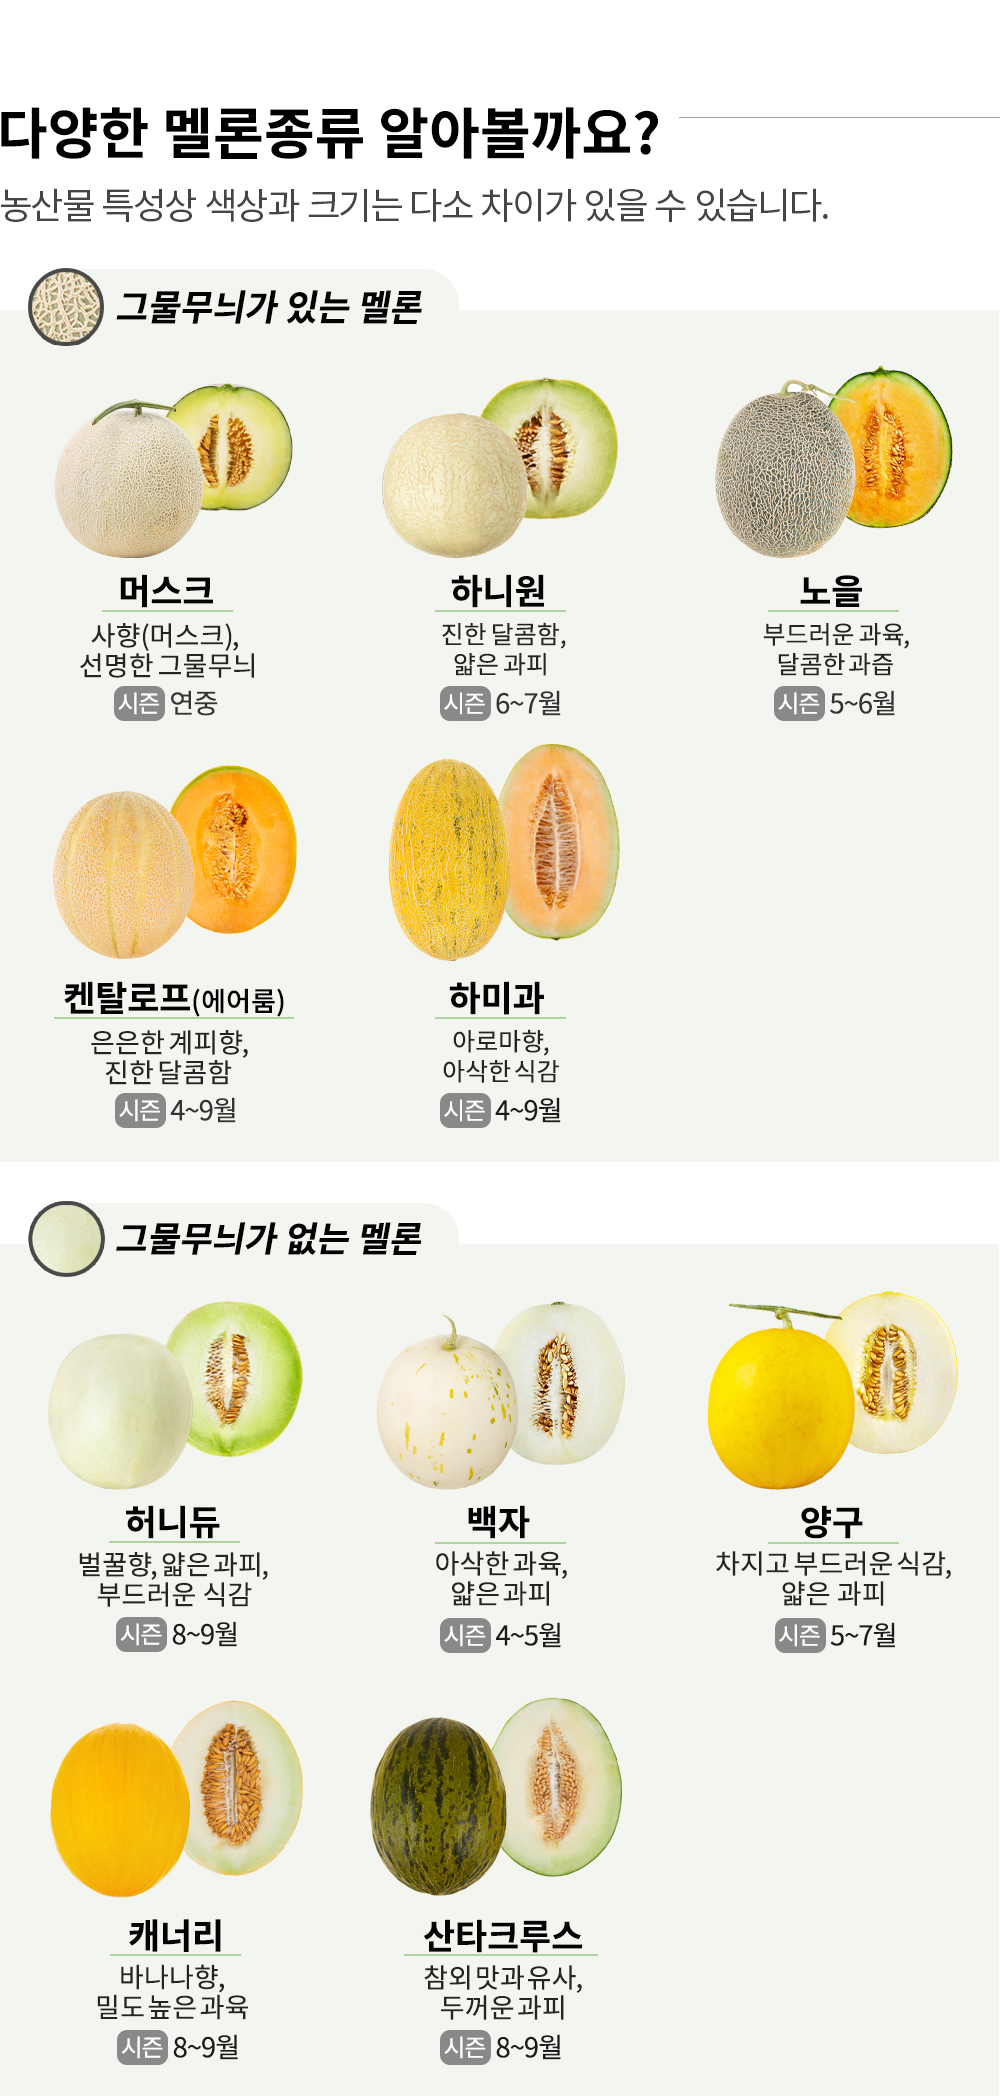 다양한 멜론종류 알아볼까요?
농산물 특성상 색상과 크기는 다소 차이가 있을 수 있습니다.
그물무늬가 있는 멜론
머스크
사향(머스크),
선명한 그물무늬
시즌 연중
하니원
진한 달콤함,
얇은 과피
시즌 6~7월
노을
부드러운 과육,
달콤한 과즙
시즌 5~6월
켄탈로프(에어룸)
은은한 계피향,
진한 달콤함
시즌 4~9월
하미과
아로마향,
아삭한 식감
시즌 4~9월
그물무늬가 없는 멜론
허니듀
벌꿀향, 얇은 과피,
부드러운 식감
시즌 8~9월
백자
아삭한 과육,
얇은 과피
시즌 4~5월
양구
차지고 부드러운 식감,
얇은 과피
시즌 5~7월
캐너리
바나나향,
밀도 높은 과육
시즌 8~9월
산타크루스
참외 맛과 유사,
두꺼운 과피
시즌 8~9월